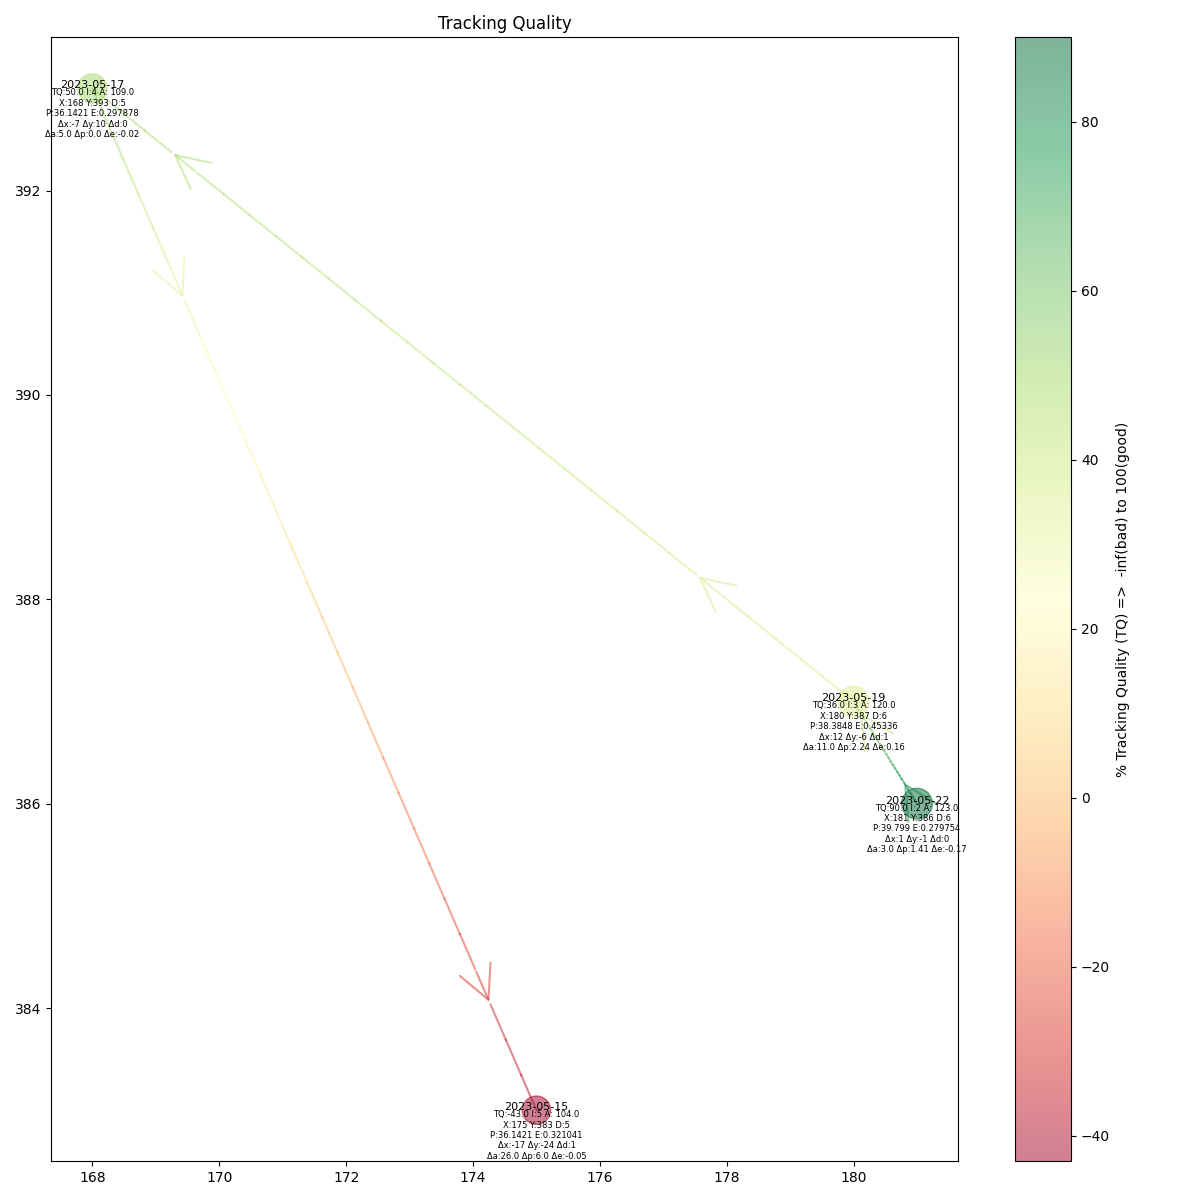 Tracking Quality
2023-05-17
TQ:50.0 I:4 A: 109.0
X:168 Y:393 D:5
P:36.1421 E:0.297878
Δx:-7 Δy:10 Δd:0
Δa:5.0 Δp:0.0 Δe:-0.02
2023-05-19
TQ:36.0 I:3 A: 120.0
X:180 Y:387 D:6
P:38.3848 E:0.45336
Δx:12 Δy:-6 Δd:1
Δa:11.0 Δp:2.24 Δe:0.16
2023-05-22
TQ:90.0 I:2 A: 123.0
X:181 Y:386 D:6
P:39.799 E:0.279754
Δx:1 Δy:-1 Δd:0
Δa:3.0 Δp:1.41 Δe:-0.17
2023-05-15
TQ:-43.0 I:5 A: 104.0
X:175 Y:383 D:5
P:36.1421 E:0.321041
Δx:-17 Δy:-24 Δd:1
Δa:26.0 Δp:6.0 Δe:-0.05
392
390
388
386
384
168 170 172 174 176 178 180
80
60
40
20
0
−20
−40
% Tracking Quality (TQ) => -inf(bad) to 100(good)